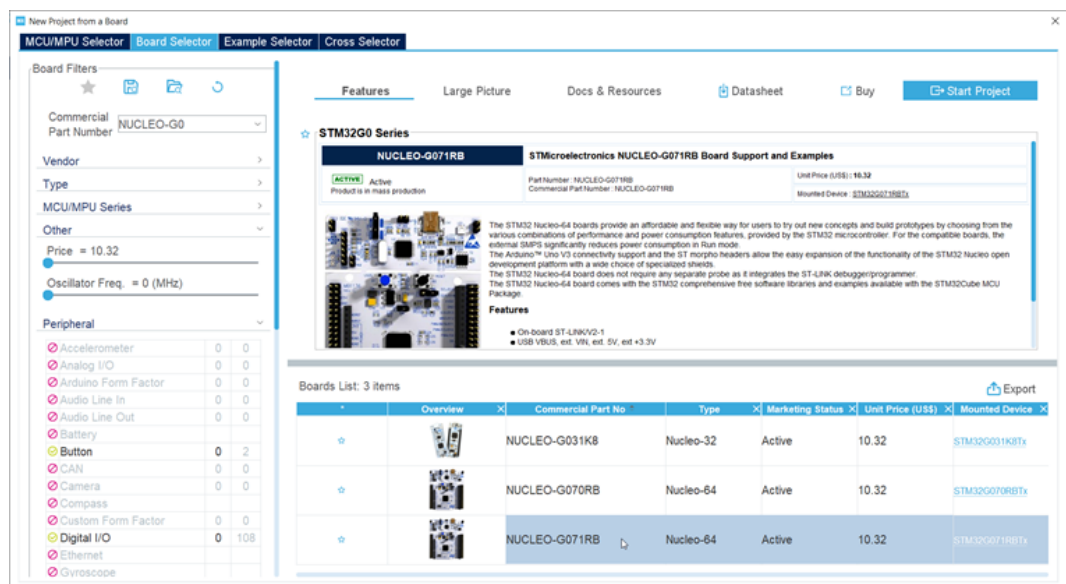 New Project from a Board
MCU/MPU Selector Board Selector Example Selector Cross Selector
Board Filters
Commercial
Part Number NUCLEO-G0
Vendor
Type
MCU/MPU Series
Other
Price = 10.32
Oscillator Freq. = 0 (MHz)
Peripheral
Accelerometer 0 0
Analog I/O 0 0
Arduino Form Factor 0 0
Audio Line In 0 0
Audio Line Out 0 0
Battery
Button 0 2
CAN 0 0
Camera 0 0
Compass
Custom Form Factor 0 0
Digital I/O 0 108
Ethernet
Gyroscope
Features Large Picture Docs & Resources Datasheet Buy Start Project
STM32G0 Series
NUCLEO-G071RB STMicroelectronics NUCLEO-G071RB Board Support and Examples
ACTIVE Active
Product is in mass production
Part Number : NUCLEO-G071RB
Commercial Part Number : NUCLEO-G071RB
Unit Price (US$) : 10.32
Mounted Device : STM32G071RBTx
The STM32 Nucleo-64 boards provide an affordable and flexible way for users to try out new concepts and build prototypes by choosing from the
various combinations of performance and power consumption features, provided by the STM32 microcontroller. For the compatible boards, the
external SMPS significantly reduces power consumption in Run mode.
The Arduino™ Uno V3 connectivity support and the ST morpho headers allow the easy expansion of the functionality of the STM32 Nucleo open
development platform with a wide choice of specialized shields.
The STM32 Nucleo-64 board does not require any separate probe as it integrates the ST-LINK debugger/programmer.
The STM32 Nucleo-64 board comes with the STM32 comprehensive free software libraries and examples available with the STM32Cube MCU
Package.
Features
● On-board ST-LINK/V2-1
● USB VBUS, ext. VIN, ext. 5V, ext +3.3V
Boards List: 3 items
Export
* Overview Commercial Part No Type Marketing Status Unit Price (US$) Mounted Device
NUCLEO-G031K8 Nucleo-32 Active 10.32 STM32G031K8Tx
NUCLEO-G070RB Nucleo-64 Active 10.32 STM32G070RBTx
NUCLEO-G071RB Nucleo-64 Active 10.32 STM32G071RBTx